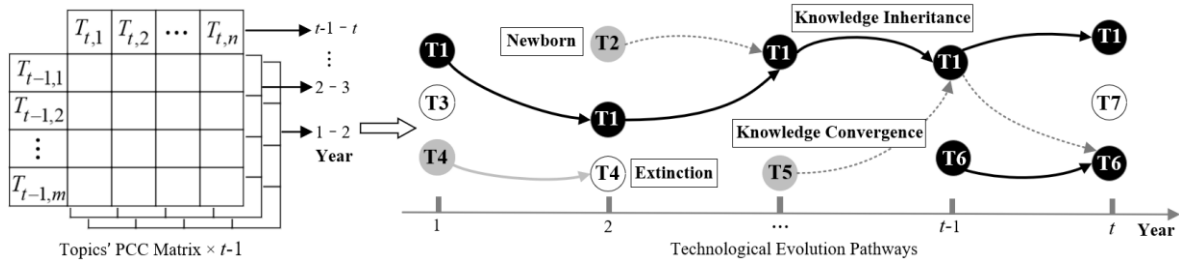 T_{t,1} T_{t,2} ••• T_{t,n}
T_{t−1,1}
T_{t−1,2}
⋮
T_{t−1,m}
t-1 - t
⋮
2 - 3
1 - 2
Year
Topics' PCC Matrix × t-1
Newborn
Knowledge Inheritance
T1
T2
T1
T1
T1
T3
T1
T7
Knowledge Convergence
T4
T4
Extinction
T5
T6
T6
1
2
...
t-1
t
Year
Technological Evolution Pathways